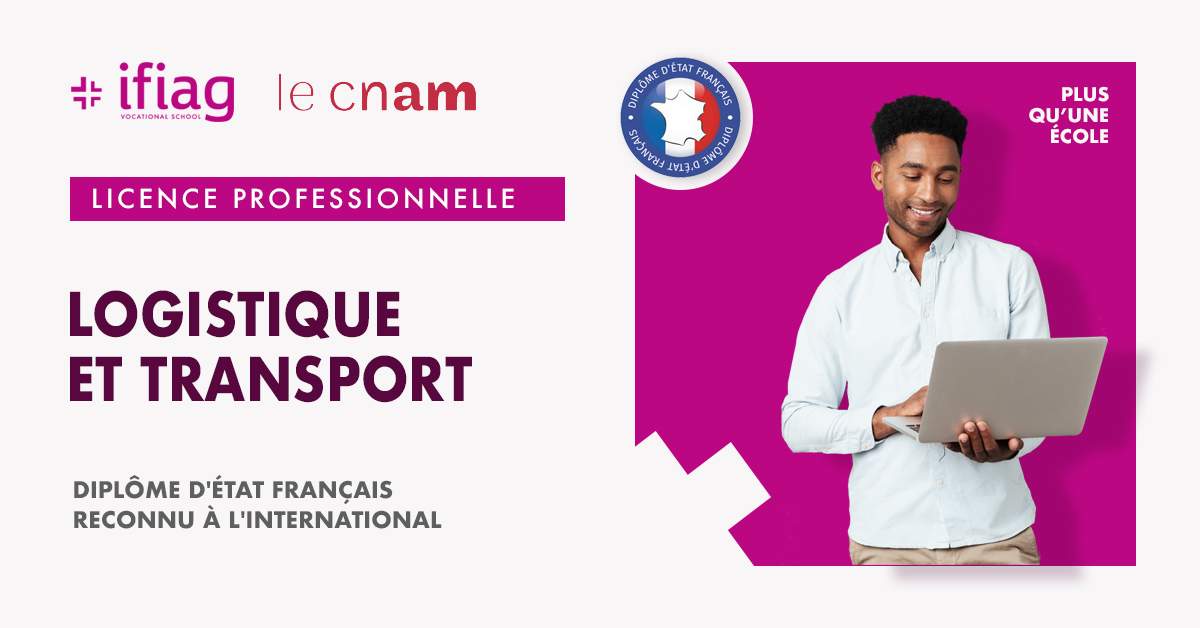 ifiag
VOCATIONAL SCHOOL
le cnam
LICENCE PROFESSIONNELLE
LOGISTIQUE
ET TRANSPORT
DIPLÔME D'ÉTAT FRANÇAIS
RECONNU À L'INTERNATIONAL
DIPLÔME D'ÉTAT FRANÇAIS
DIPLÔME D'ÉTAT FRANÇAIS
PLUS
QU'UNE
ÉCOLE